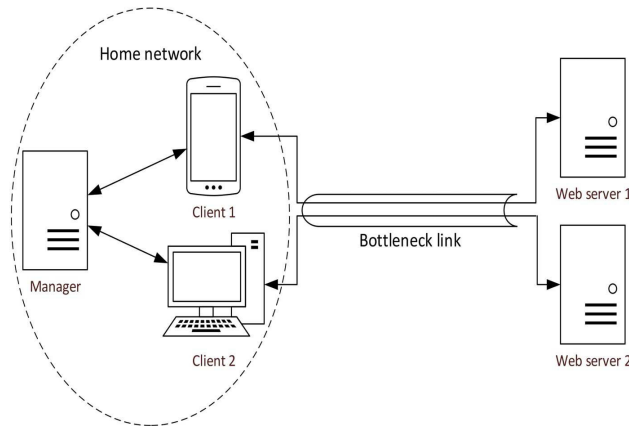 Home network
Client 1
Manager
Client 2
Bottleneck link
Web server 1
Web server 2